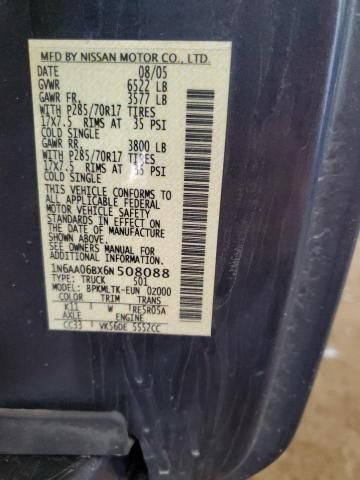 MFD BY NISSAN MOTOR CO., LTD.
DATE 08/05
GVWR 6522 LB
GAWR FR. 3577 LB
WITH P285/70R17 TIRES
17X7.5 RIMS AT 35 PSI
COLD SINGLE
GAWR RR. 3800 LB
WITH P285/70R17 TIRES
17X7.5 RIMS AT 35 PSI
COLD SINGLE
THIS VEHICLE CONFORMS TO
ALL APPLICABLE FEDERAL
MOTOR VEHICLE SAFETY
STANDARDS IN EFFECT ON
THE DATE OF MANUFACTURE
SHOWN ABOVE.
SEE OWNERS MANUAL FOR
ADDITIONAL INFORMATION
1N6AA06BX6N508088
TYPE: TRUCK S01
MODEL: BPKMLTK-EUN 02000
COLOR TRIM TRANS
K11 W RE5R05A
AXLE ENGINE
CC33 VK56DE 5552CC